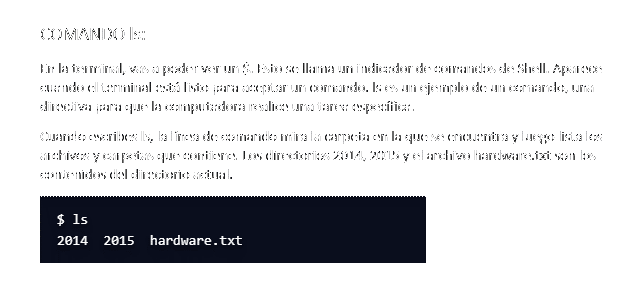 COMANDO ls:
En la terminal, vas a poder ver un $. Esto se llama un indicador de comandos de Shell. Aparece
cuando el terminal está listo para aceptar un comando. ls es un ejemplo de un comando, una
directiva para que la computadora realice una tarea específica.
Cuando escribes ls, la línea de comando mira la carpeta en la que se encuentra y luego lista los
archivos y carpetas que contiene. Los directorios 2014, 2015 y el archivo hardware.txt son los
contenidos del directorio actual.
$ ls
2014 2015 hardware.txt